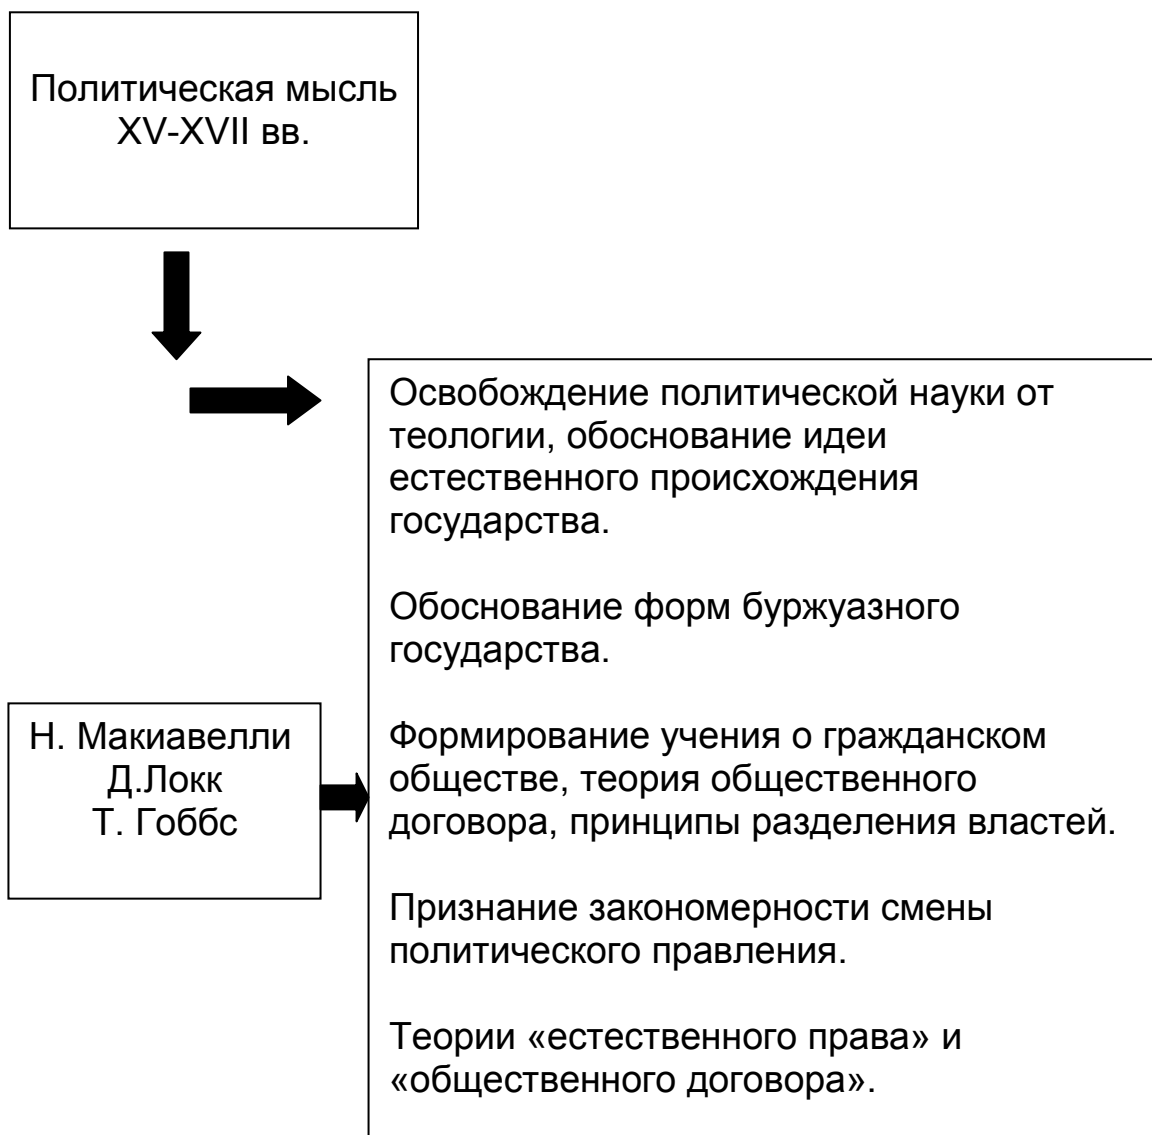 Политическая мысль
XV-XVII вв.
Освобождение политической науки от
теологии, обоснование идеи
естественного происхождения
государства.
Обоснование форм буржуазного
государства.
Н. Макиавелли
Д.Локк
Т. Гоббс
Формирование учения о гражданском
обществе, теория общественного
договора, принципы разделения властей.
Признание закономерности смены
политического правления.
Теории «естественного права» и
«общественного договора».